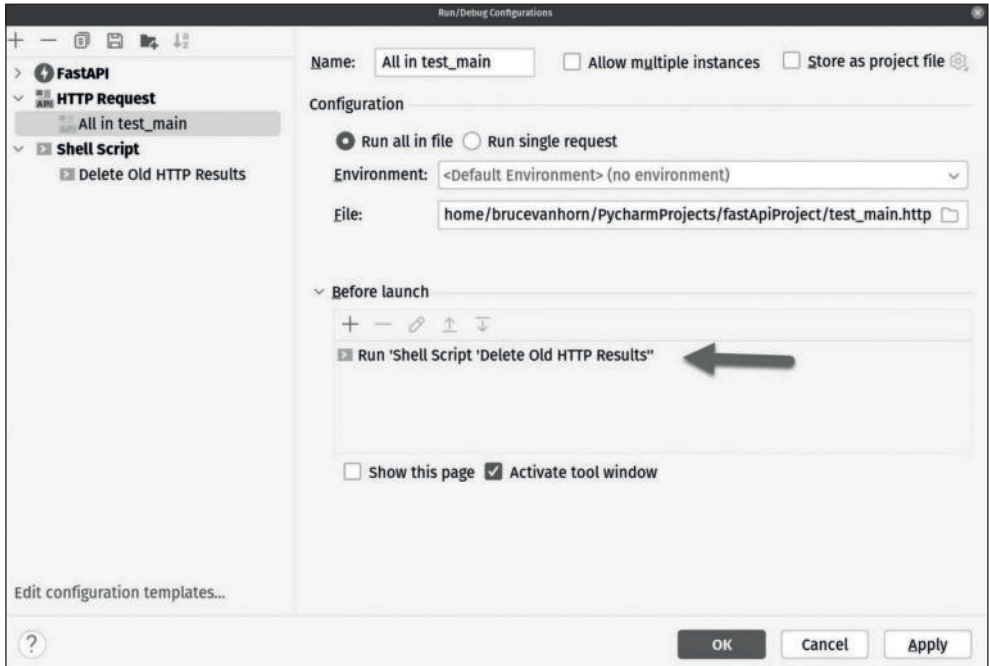 Run/Debug Configurations
FastAPI
HTTP Request
API All in test_main
Shell Script
Delete Old HTTP Results
Edit configuration templates...
Name: All in test_main Allow multiple instances Store as project file
Configuration
Run all in file Run single request
Environment: <Default Environment> (no environment)
File: home/brucevanhorn/PycharmProjects/fastApiProject/test_main.http
Before launch
Run 'Shell Script 'Delete Old HTTP Results''
Show this page Activate tool window
? OK Cancel Apply